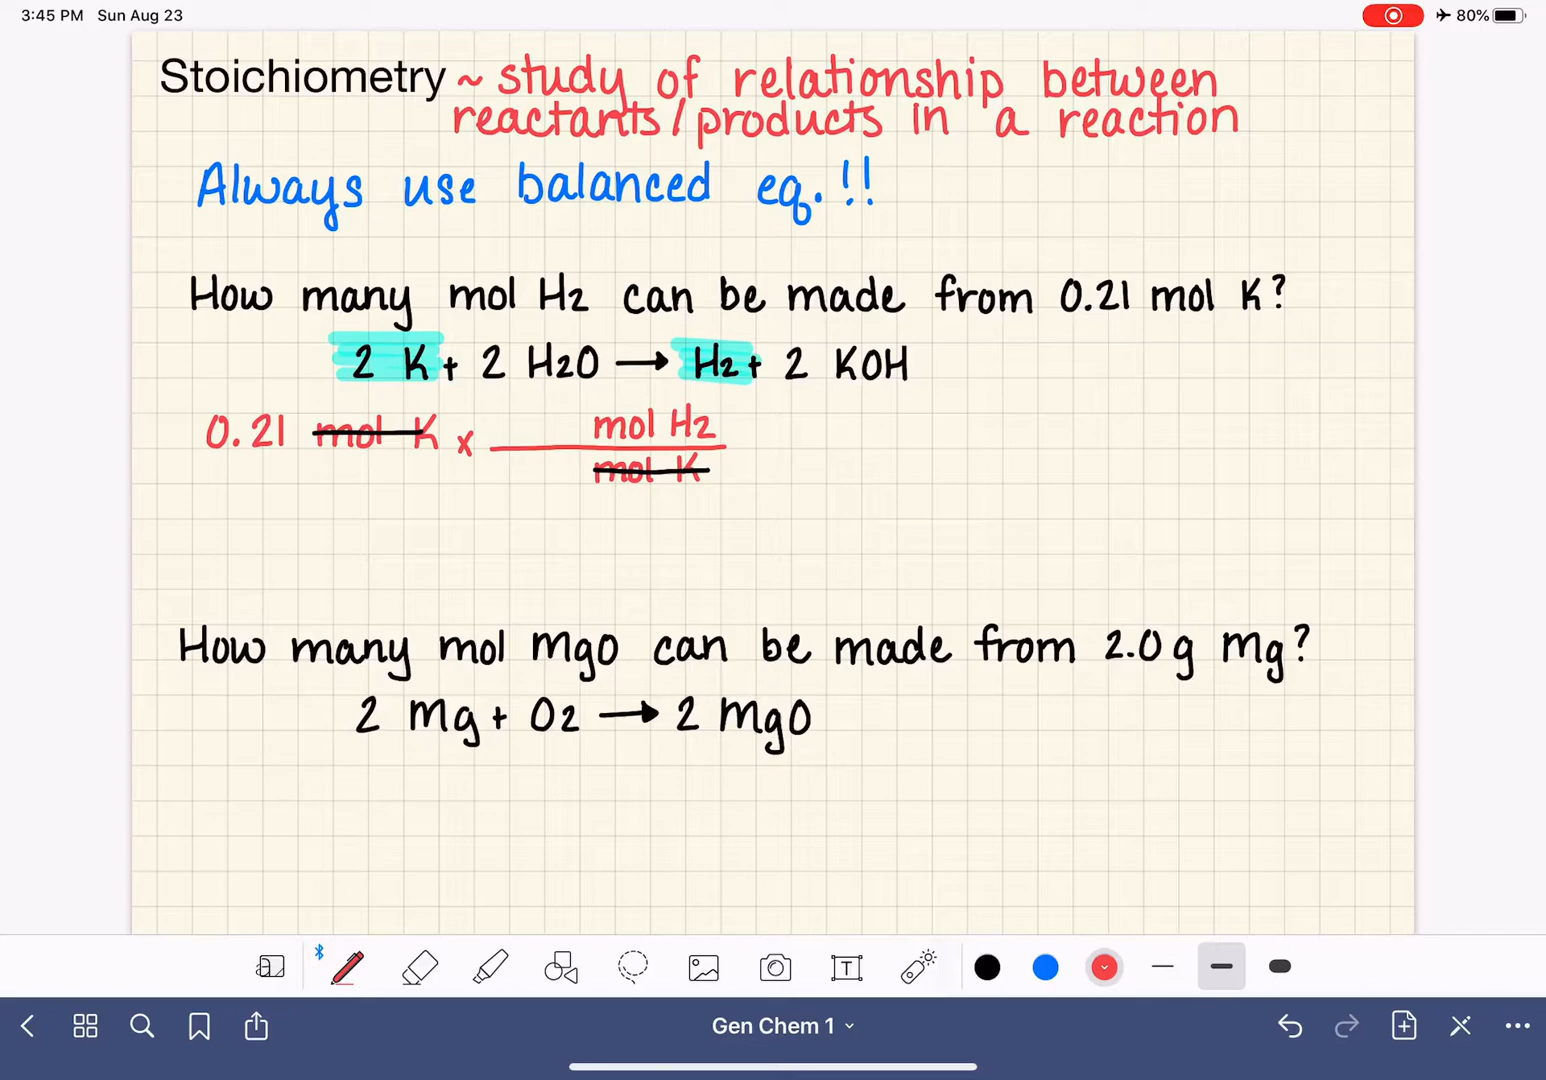 3:45 PM Sun Aug 23
80%
Stoichiometry ~ study of relationship between
reactants/products in a reaction
Always use balanced eq.!!
How many mol H2 can be made from 0.21 mol K?
2 K + 2 H2O → H2 + 2 KOH
0.21 mol K x mol H2
mol K
How many mol MgO can be made from 2.0 g Mg?
2 Mg + O2 → 2 MgO
T
Gen Chem 1